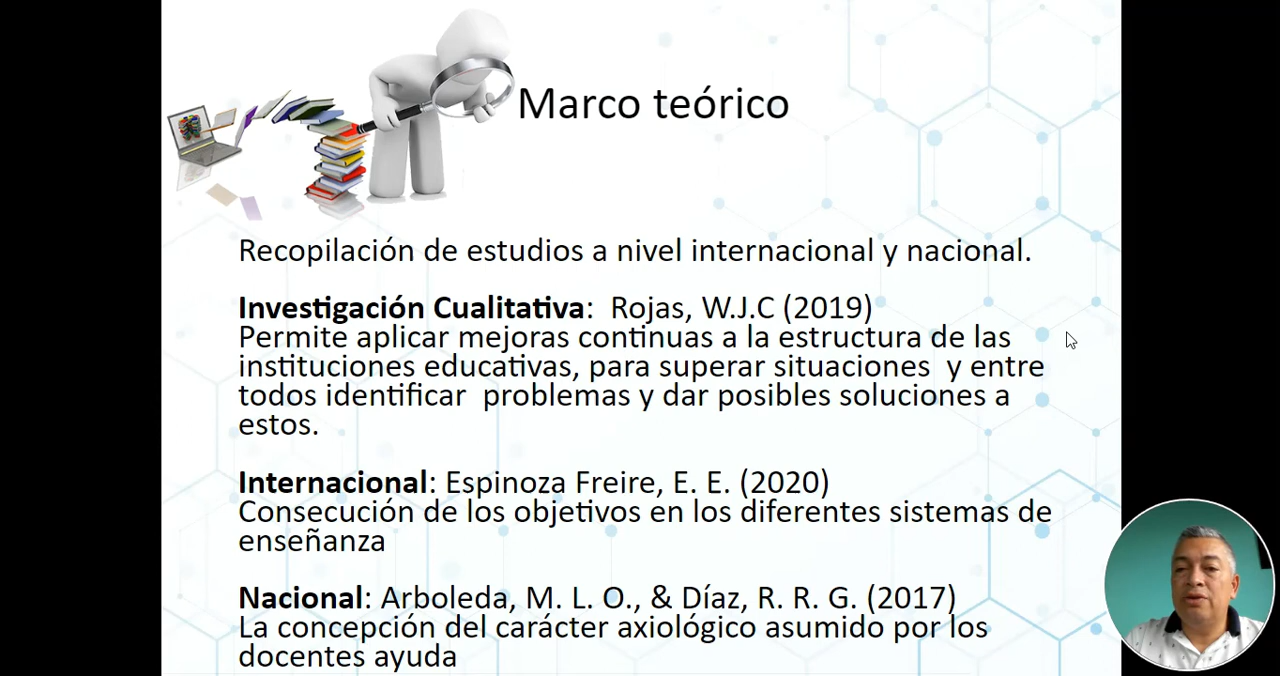 Marco teórico
Recopilación de estudios a nivel internacional y nacional.
Investigación Cualitativa: Rojas, W.J.C (2019)
Permite aplicar mejoras continuas a la estructura de las
instituciones educativas, para superar situaciones y entre
todos identificar problemas y dar posibles soluciones a
estos.
Internacional: Espinoza Freire, E. E. (2020)
Consecución de los objetivos en los diferentes sistemas de
enseñanza
Nacional: Arboleda, M. L. O., & Díaz, R. R. G. (2017)
La concepción del carácter axiológico asumido por los
docentes ayuda